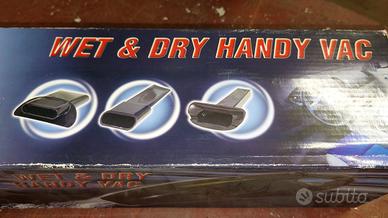 WET & DRY HANDY VAC
WET & DRY
HANDY VAC
subito